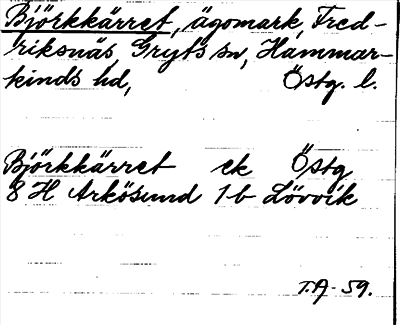 Björkkärret, ägomark, Fred-
riksnäs, Gryts sn, Hammar-
kinds hd, Östg. l.
Björkkärret ek Östg
8 H Arkösund 1 b Lövvik
T.A-59.